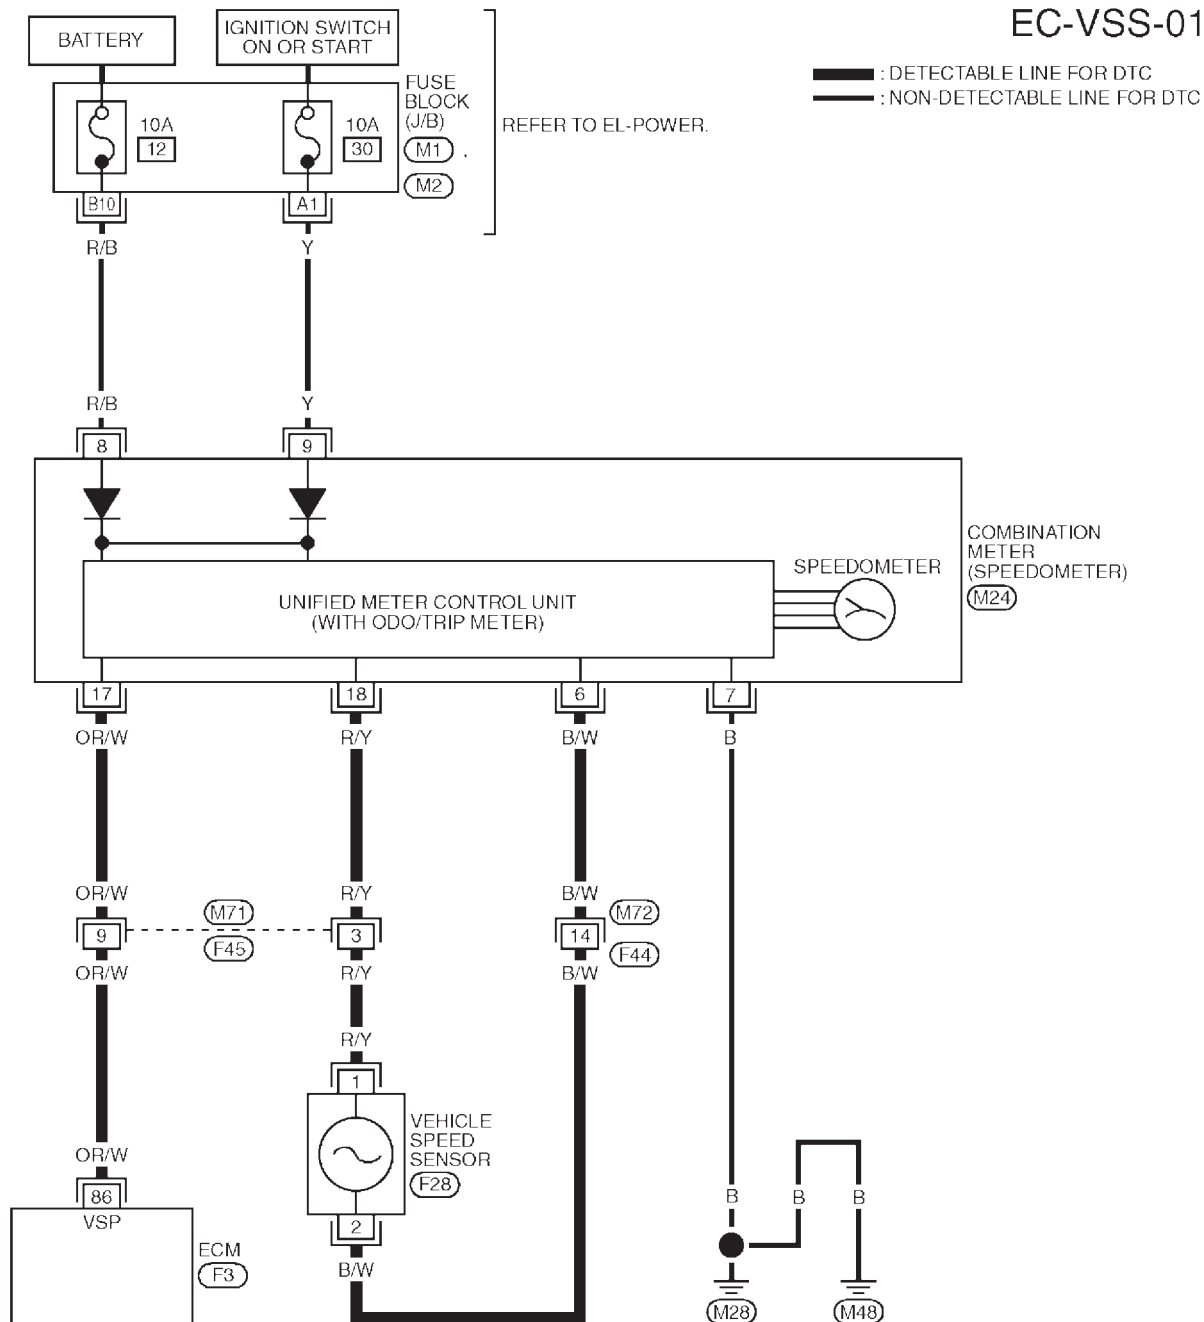 EC-VSS-01
BATTERY
IGNITION SWITCH
ON OR START
: DETECTABLE LINE FOR DTC
: NON-DETECTABLE LINE FOR DTC
FUSE
BLOCK
(J/B)
M1
M2
REFER TO EL-POWER.
10A
12
10A
30
B10
A1
R/B
Y
R/B
Y
8
9
COMBINATION
METER
(SPEEDOMETER)
M24
SPEEDOMETER
UNIFIED METER CONTROL UNIT
(WITH ODO/TRIP METER)
17
18
6
7
OR/W
R/Y
B/W
B
OR/W
R/Y
B/W
M71
M72
9
3
14
F45
F44
OR/W
R/Y
B/W
R/Y
1
VEHICLE
SPEED
SENSOR
F28
OR/W
86
VSP
ECM
F3
2
B/W
B
B
B
M28
M48